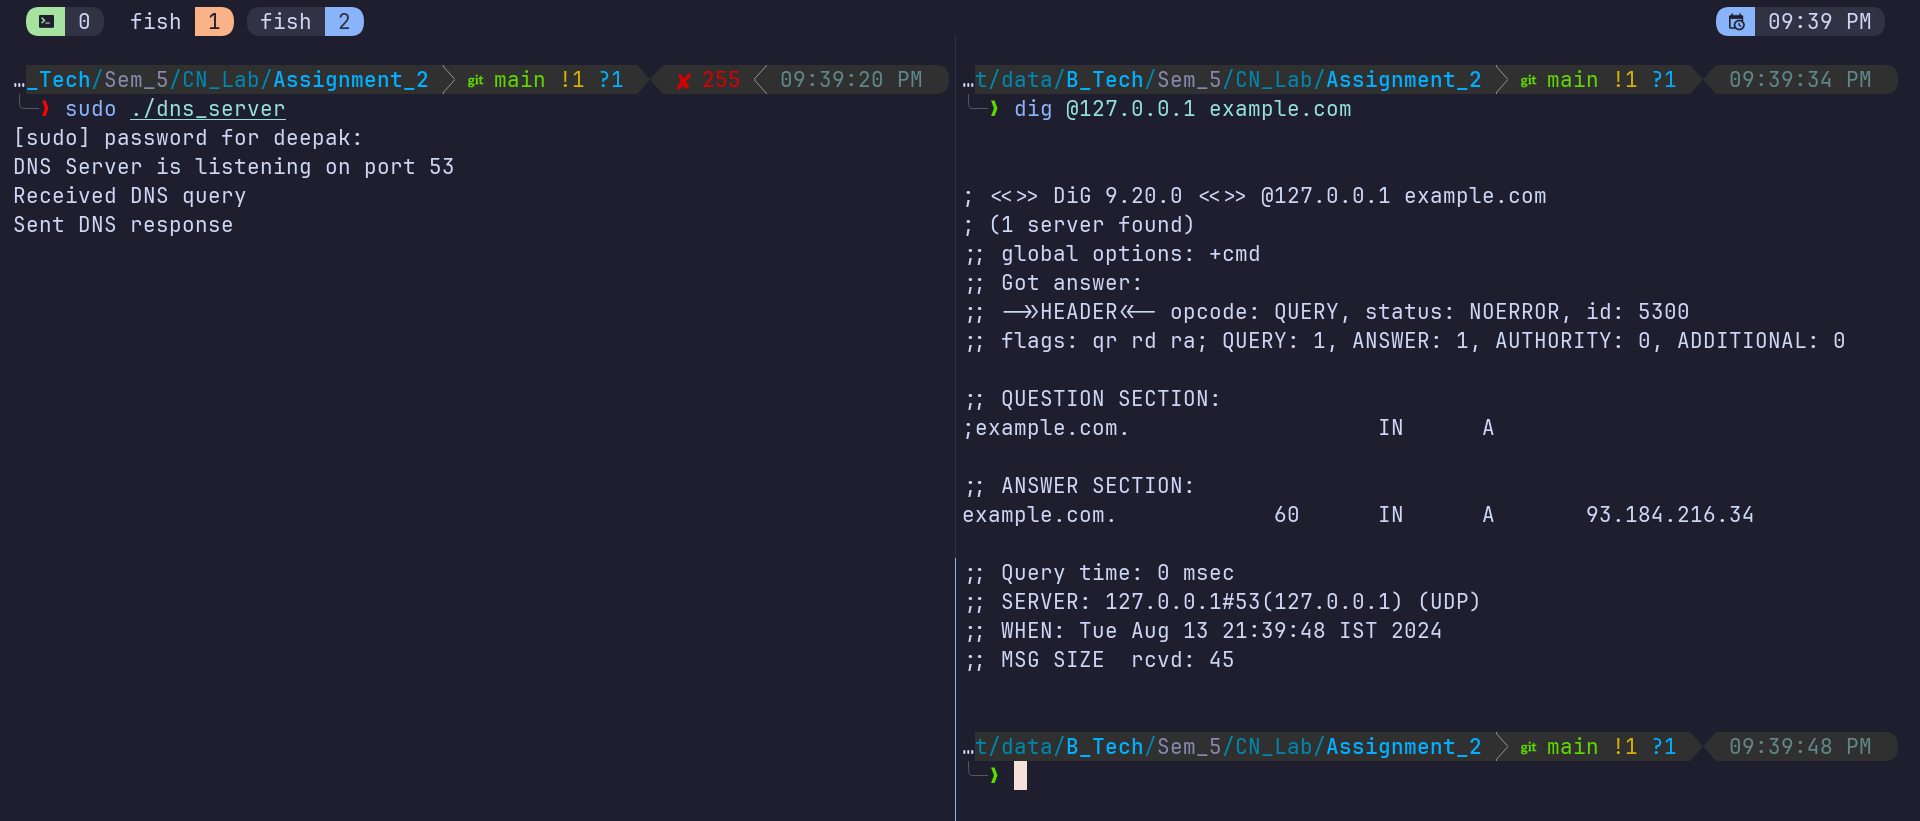 0 fish 1 fish 2 09:39 PM
…_Tech/Sem_5/CN_Lab/Assignment_2 git main !1 ?1 ✘ 255 09:39:20 PM
❯ sudo ./dns_server
[sudo] password for deepak:
DNS Server is listening on port 53
Received DNS query
Sent DNS response
…t/data/B_Tech/Sem_5/CN_Lab/Assignment_2 git main !1 ?1 09:39:34 PM
❯ dig @127.0.0.1 example.com
; <<>> DiG 9.20.0 <<>> @127.0.0.1 example.com
; (1 server found)
;; global options: +cmd
;; Got answer:
;; ->>HEADER<<- opcode: QUERY, status: NOERROR, id: 5300
;; flags: qr rd ra; QUERY: 1, ANSWER: 1, AUTHORITY: 0, ADDITIONAL: 0
;; QUESTION SECTION:
;example.com. IN A
;; ANSWER SECTION:
example.com. 60 IN A 93.184.216.34
;; Query time: 0 msec
;; SERVER: 127.0.0.1#53(127.0.0.1) (UDP)
;; WHEN: Tue Aug 13 21:39:48 IST 2024
;; MSG SIZE  rcvd: 45
…t/data/B_Tech/Sem_5/CN_Lab/Assignment_2 git main !1 ?1 09:39:48 PM
❯